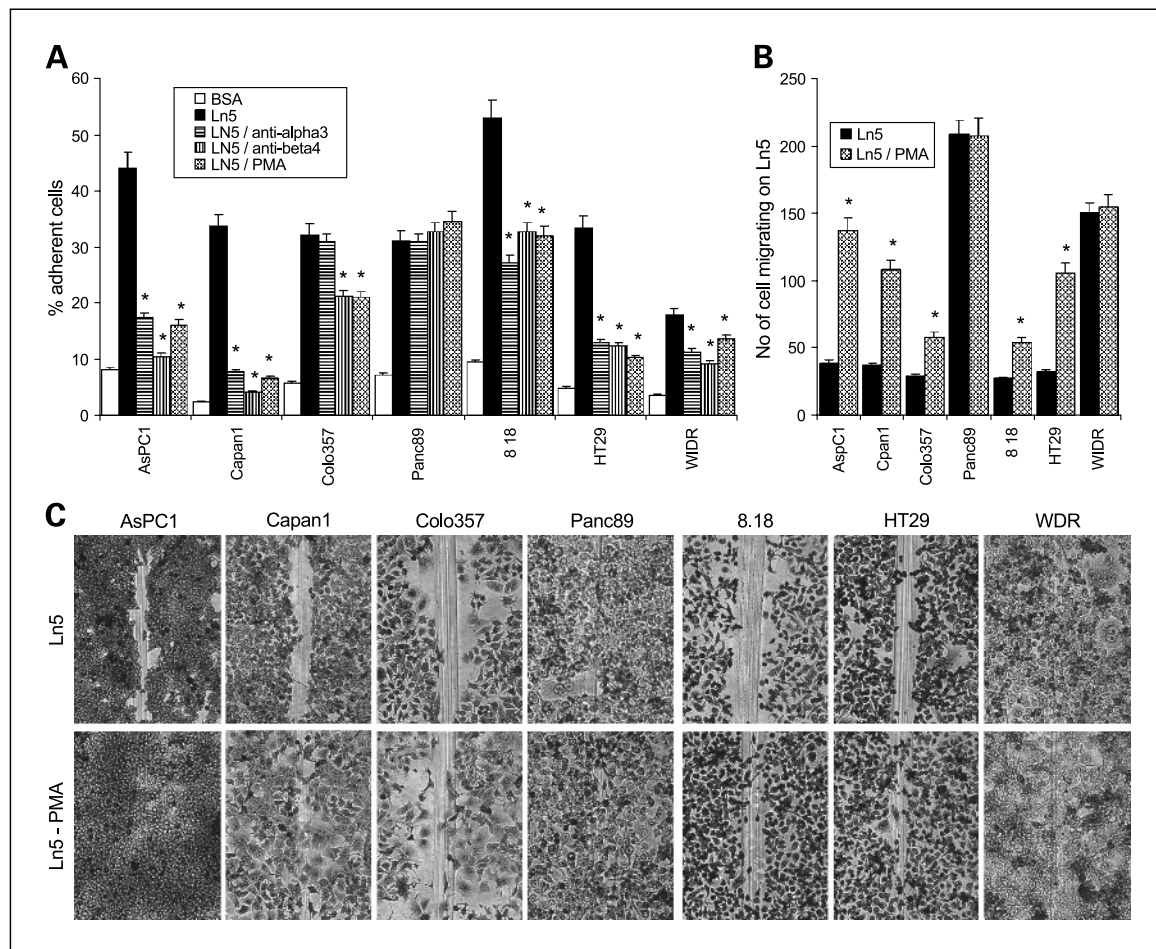 A
% adherent cells
60
50
40
30
20
10
0
BSA
Ln5
LN5 / anti-alpha3
LN5 / anti-beta4
LN5 / PMA
* * *
* * *
* *
* * *
* * *
* * *
AsPC1
Capan1
Colo357
Panc89
8 18
HT29
WIDR
B
No of cell migrating on Ln5
250
200
150
100
50
0
Ln5
Ln5 / PMA
*
*
*
*
*
AspC1
Cpan1
Colo357
Panc89
8 18
HT29
WIDR
C
AsPC1 Capan1 Colo357 Panc89 8.18 HT29 WDR
Ln5
Ln5 - PMA